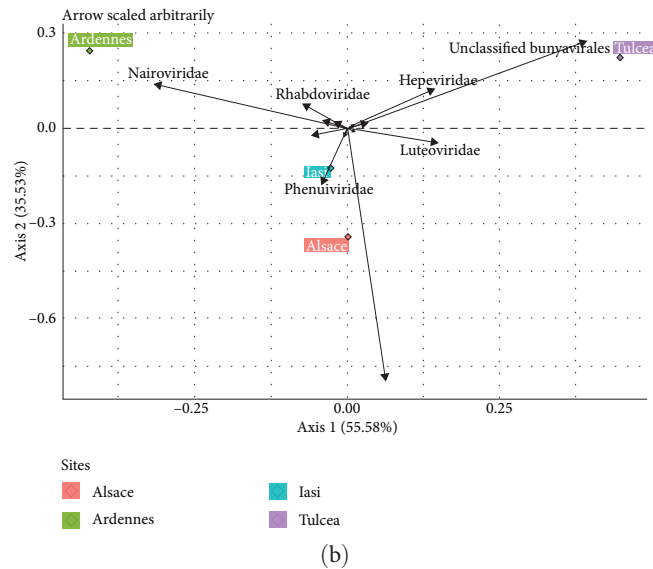 Arrow scaled arbitrarily
0.3
Ardennes
Unclassified bunyavirales
Tulcea
Nairoviridae
Hepeviridae
Rhabdoviridae
0.0
Luteoviridae
Iasi
Phenuiviridae
Axis 2 (35.53%)
−0.3
Alsace
−0.6
−0.25
0.00
0.25
Axis 1 (55.58%)
Sites
Alsace
Iasi
Ardennes
Tulcea
(b)